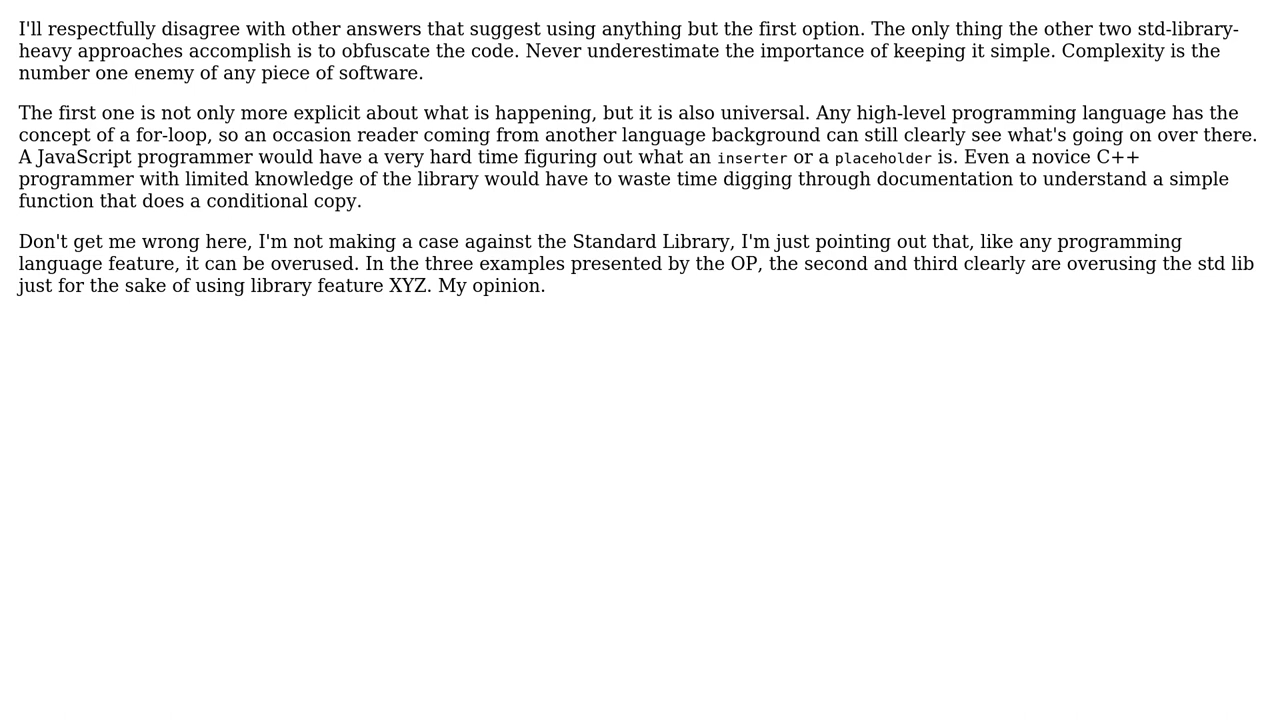 I'll respectfully disagree with other answers that suggest using anything but the first option. The only thing the other two std-library-
heavy approaches accomplish is to obfuscate the code. Never underestimate the importance of keeping it simple. Complexity is the
number one enemy of any piece of software.
The first one is not only more explicit about what is happening, but it is also universal. Any high-level programming language has the
concept of a for-loop, so an occasion reader coming from another language background can still clearly see what's going on over there.
A JavaScript programmer would have a very hard time figuring out what an inserter or a placeholder is. Even a novice C++
programmer with limited knowledge of the library would have to waste time digging through documentation to understand a simple
function that does a conditional copy.
Don't get me wrong here, I'm not making a case against the Standard Library, I'm just pointing out that, like any programming
language feature, it can be overused. In the three examples presented by the OP, the second and third clearly are overusing the std lib
just for the sake of using library feature XYZ. My opinion.